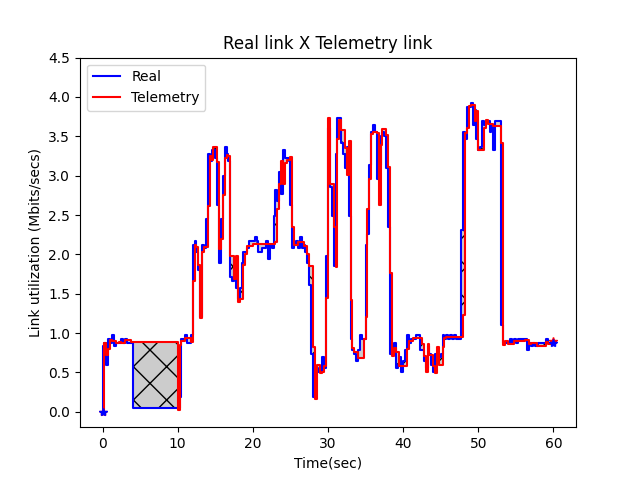 Real link X Telemetry link
Real
Telemetry
Link utilization (Mbits/secs)
4.5
4.0
3.5
3.0
2.5
2.0
1.5
1.0
0.5
0.0
0 10 20 30 40 50 60
Time(sec)